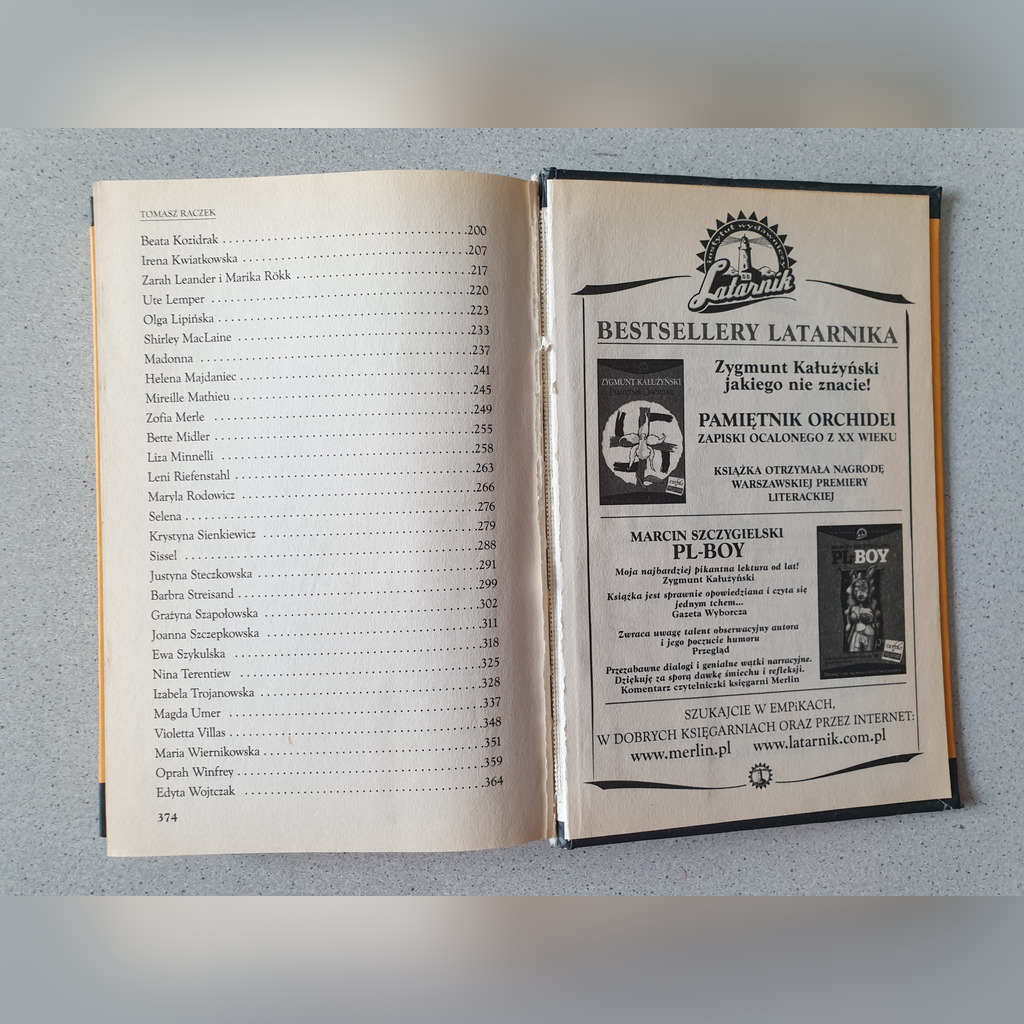 TOMASZ RACZEK
Beata Kozidrak ........................................200
Irena Kwiatkowska ........................................207
Zarah Leander i Marika Rökk ........................................217
Ute Lemper ........................................220
Olga Lipińska ........................................223
Shirley MacLaine ........................................233
Madonna ........................................237
Helena Majdaniec ........................................241
Mireille Mathieu ........................................245
Zofia Merle ........................................249
Bette Midler ........................................255
Liza Minnelli ........................................258
Leni Riefenstahl ........................................263
Maryla Rodowicz ........................................266
Selena ........................................276
Krystyna Sienkiewicz ........................................279
Sissel ........................................288
Justyna Steczkowska ........................................291
Barbra Streisand ........................................299
Grażyna Szapołowska ........................................302
Joanna Szczepkowska ........................................311
Ewa Szykulska ........................................318
Nina Terentiew ........................................325
Izabela Trojanowska ........................................328
Magda Umer ........................................337
Violetta Villas ........................................348
Maria Wiernikowska ........................................351
Oprah Winfrey ........................................359
Edyta Wojtczak ........................................364
374
instytut wydawniczy
Latarnik
BESTSELLERY LATARNIKA
ZYGMUNT KAŁUŻYŃSKI
PAMIĘTNIK ORCHIDEI
Zygmunt Kałużyński
jakiego nie znacie!
PAMIĘTNIK ORCHIDEI
ZAPISKI OCALONEGO Z XX WIEKU
KSIĄŻKA OTRZYMAŁA NAGRODĘ
WARSZAWSKIEJ PREMIERY
LITERACKIEJ
MARCIN SZCZYGIELSKI
PL-BOY
Moja najbardziej pikantna lektura od lat!
Zygmunt Kałużyński
Książka jest sprawnie opowiedziana i czyta się
jednym tchem...
Gazeta Wyborcza
Zwraca uwagę talent obserwacyjny autora
i jego poczucie humoru
Przegląd
Przezabawne dialogi i genialne wątki narracyjne.
Dziękuję za sporą dawkę śmiechu i refleksji.
Komentarz czytelniczki księgarni Merlin
PL-BOY
SZUKAJCIE W EMPiKACH,
W DOBRYCH KSIĘGARNIACH ORAZ PRZEZ INTERNET:
www.merlin.pl www.latarnik.com.pl